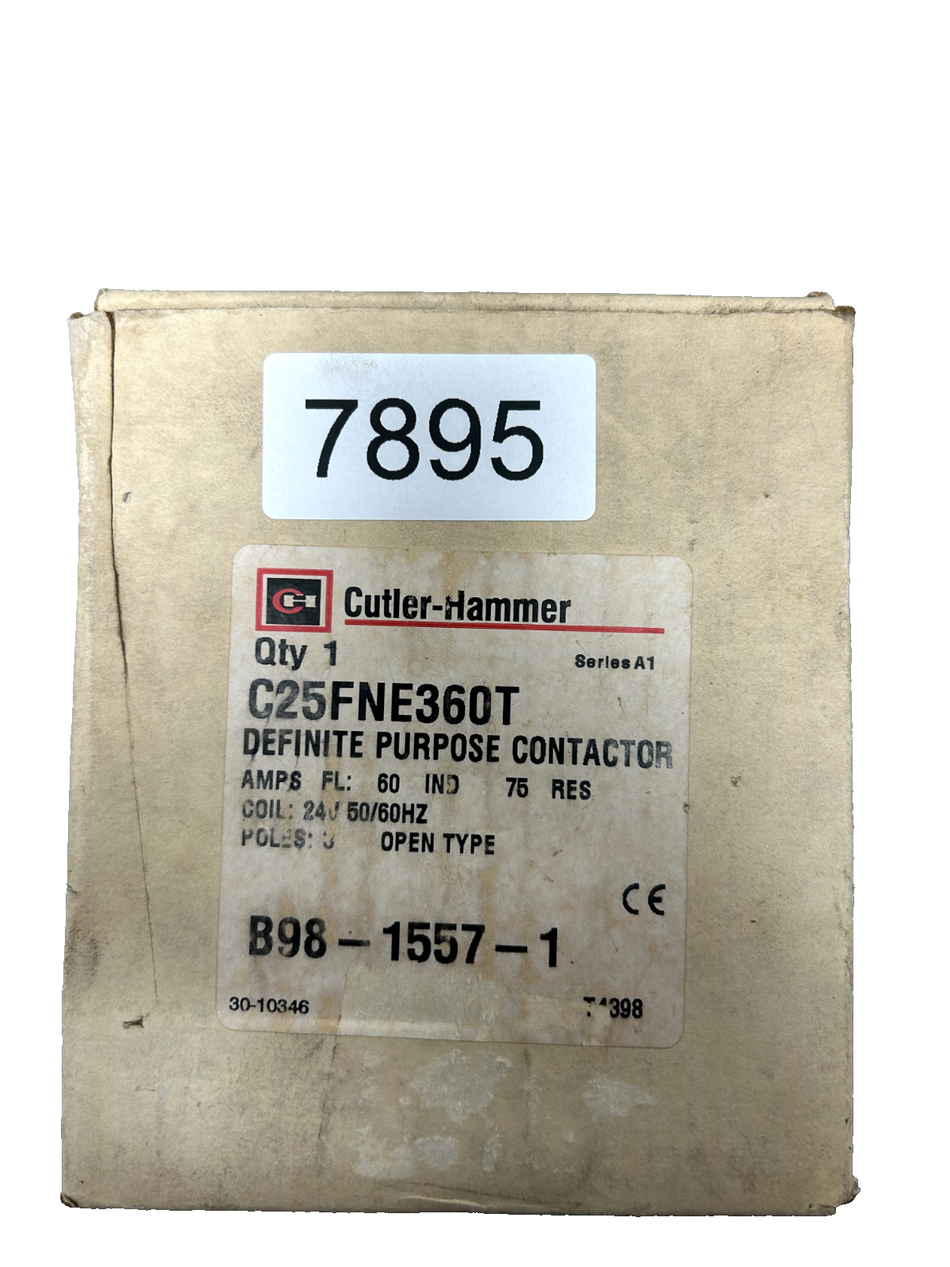 7895
CH Cutler-Hammer
Qty 1 Series A1
C25FNE360T
DEFINITE PURPOSE CONTACTOR
AMPS FL: 60 IND 75 RES
COIL: 24V 50/60HZ
POLES: 3 OPEN TYPE
CE
B98-1557-1
30-10346